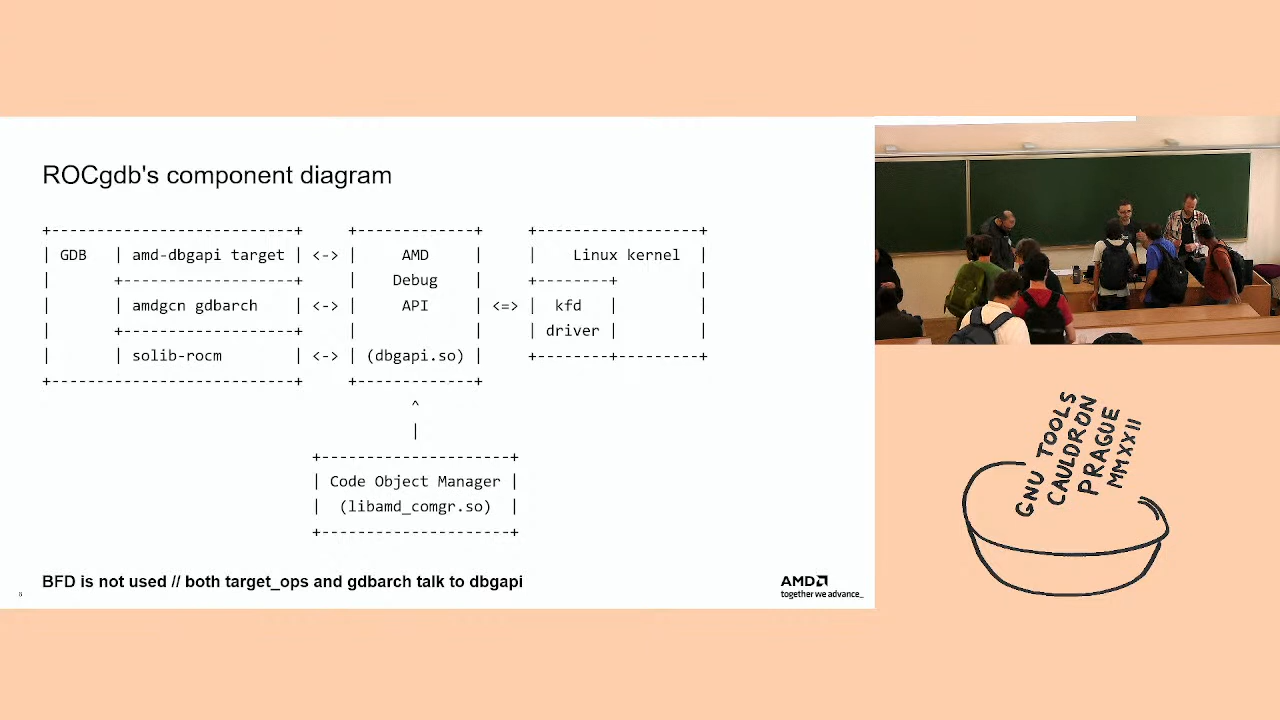 ROCgdb's component diagram
+---------------------------+     +-------------+     +------------------+
| GDB   | amd-dbgapi target | <-> |     AMD     |     |    Linux kernel  |
|       +-------------------+     |    Debug    |     +--------+         |
|       | amdgcn gdbarch    | <-> |     API     | <=> |  kfd   |         |
|       +-------------------+     |             |     | driver |         |
|       | solib-rocm        | <-> | (dbgapi.so) |     +--------+---------+
+---------------------------+     +-------------+
^
|
+---------------------+
| Code Object Manager |
| (libamd_comgr.so) |
+---------------------+
BFD is not used // both target_ops and gdbarch talk to dbgapi
AMD
together we advance_
GNU TOOLS
CAULDRON
PRAGUE
MMXXII